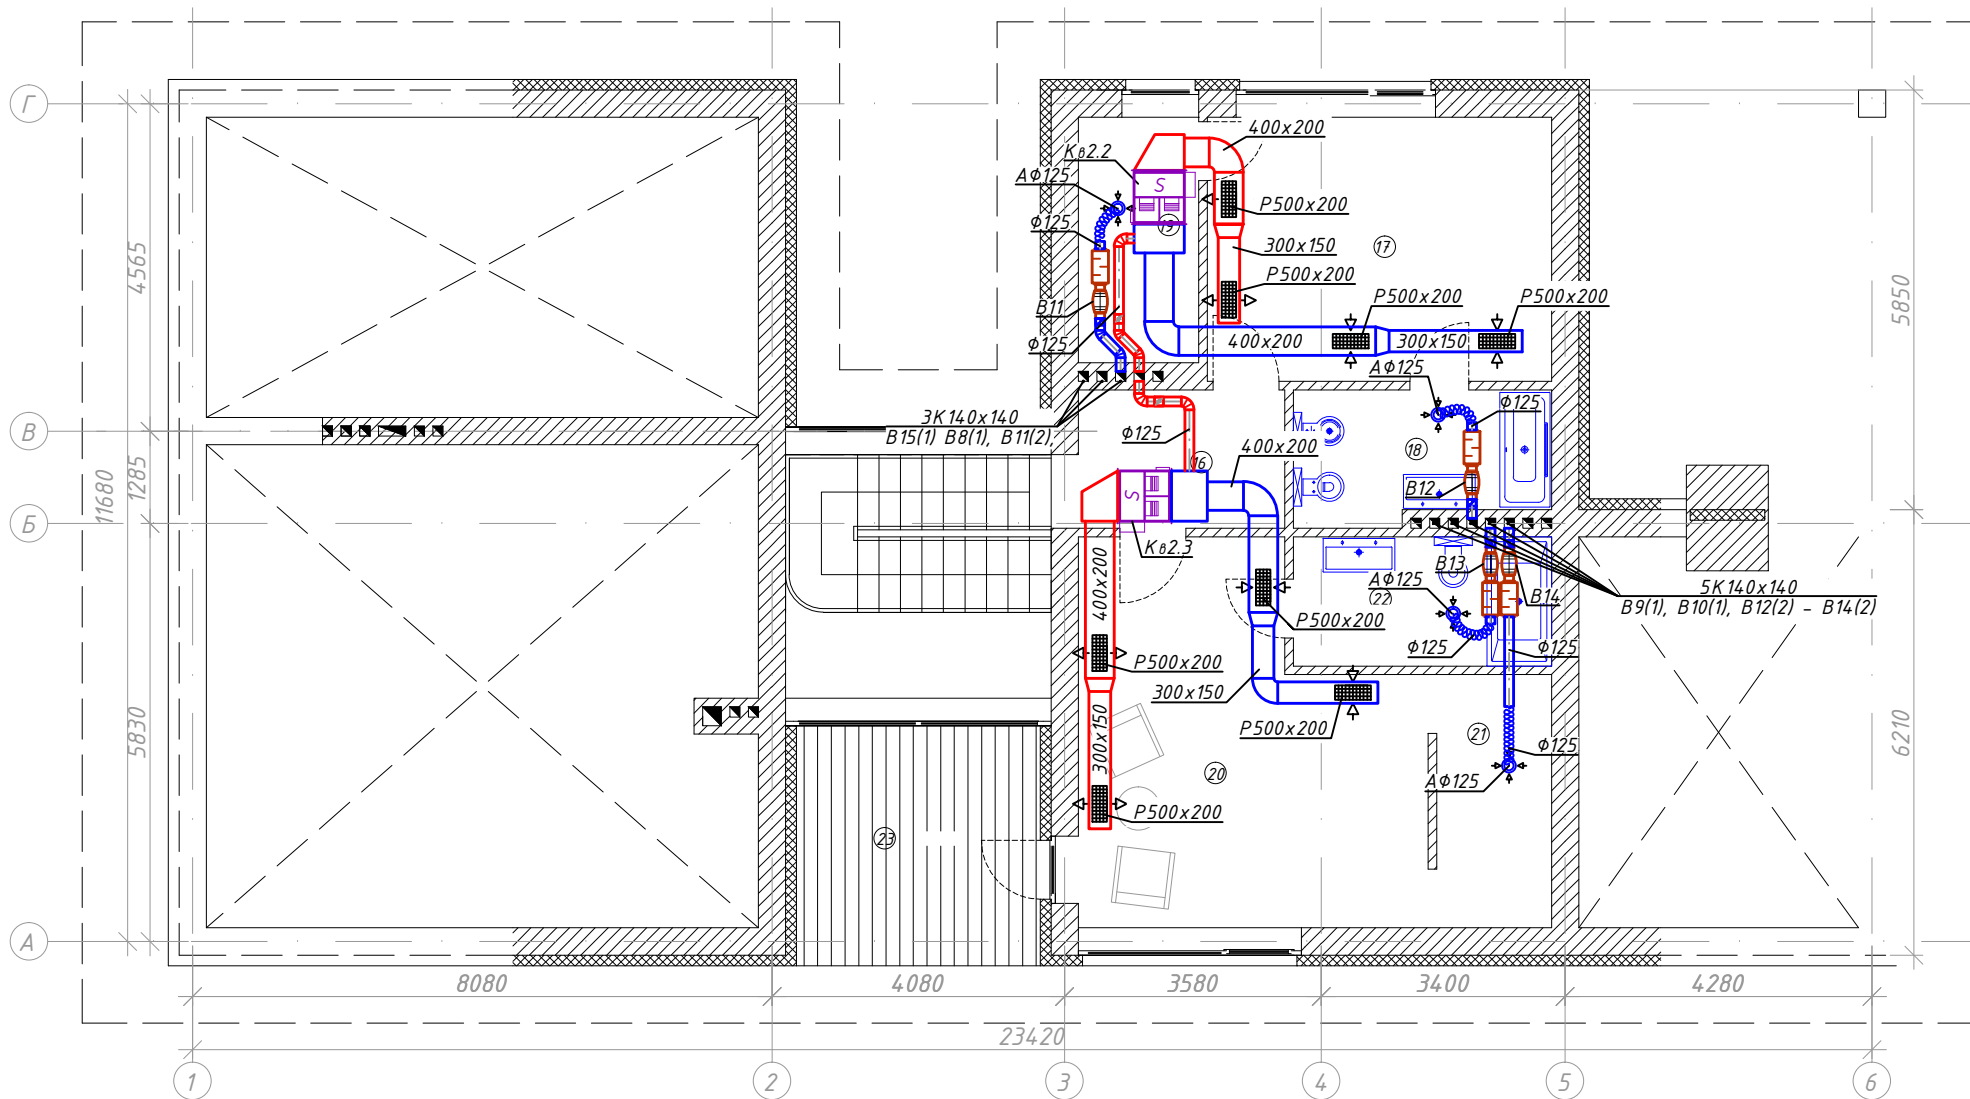 Г
В
Б
А
4565
1285
11680
5830
400x200
Кв2.2
АФ125
S
Р500x200
Ф125
19
300x150
17
Р500x200
Р500x200
Р500x200
В11
Ф125
400x200
300x150
АФ125
5850
3К140x140
В15(1) В8(1), В11(2),
Ф125
400x200
Ф125
16
18
S
В12
Кв2.3
400x200
В13
АФ125
22
В14
5К140x140
В9(1), В10(1), В12(2) - В14(2)
Р500x200
Ф125
Ф125
Р500x200
300x150
Р500x200
300x150
21
Ф125
6210
20
АФ125
Р500x200
23
8080
4080
3580
3400
4280
23420
1
2
3
4
5
6